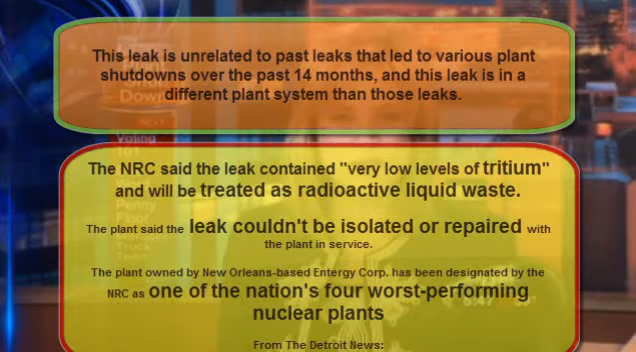 This leak is unrelated to past leaks that led to various plant
shutdowns over the past 14 months, and this leak is in a
different plant system than those leaks.
Down
Voting
The NRC said the leak contained "very low levels of tritium"
and will be treated as radioactive liquid waste.
The plant said the leak couldn't be isolated or repaired with
the plant in service.
The plant owned by New Orleans-based Entergy Corp. has been designated by the
NRC as one of the nation's four worst-performing
nuclear plants
From The Detroit News: